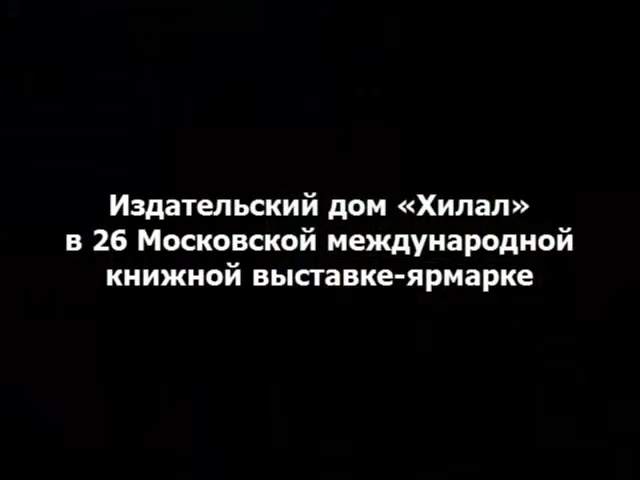 Издательский дом «Хилал»
в 26 Московской международной
книжной выставке-ярмарке